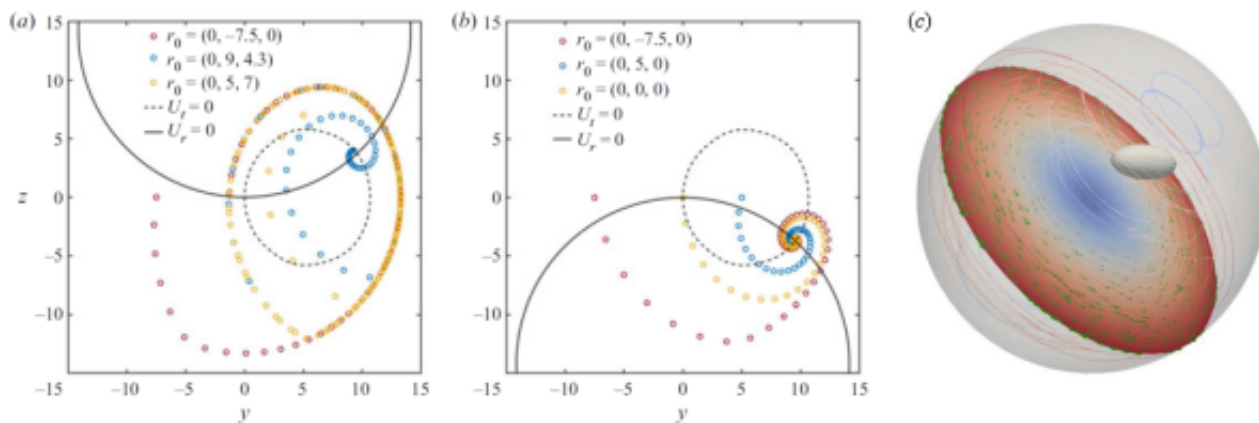 (a)
15
10
5
0
−5
−10
−15
z
r0 = (0, –7.5, 0)
r0 = (0, 9, 4.3)
r0 = (0, 5, 7)
Ut = 0
Ur = 0
−15 −10 −5 0 5 10 15
y
(b)
15
10
5
0
−5
−10
−15
r0 = (0, –7.5, 0)
r0 = (0, 5, 0)
r0 = (0, 0, 0)
Ut = 0
Ur = 0
−15 −10 −5 0 5 10 15
y
(c)